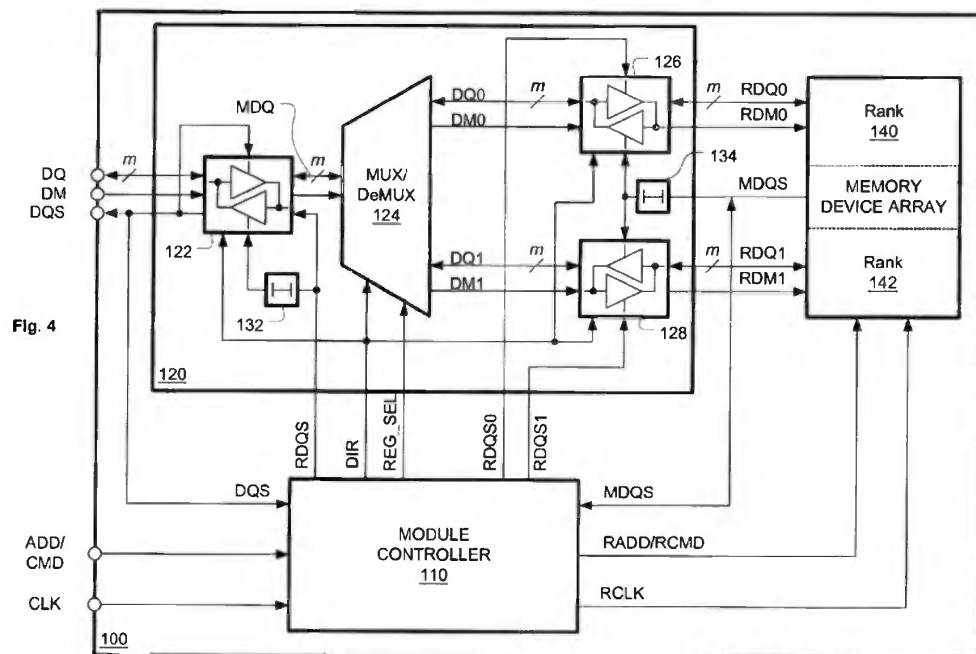 126
m
DQ0
m
RDQ0
MDQ
DM0
RDM0
Rank
140
134
DQ
m
m
MUX/
DeMUX
124
MDQS
MEMORY
DEVICE ARRAY
DM
DQS
122
DQ1
m
m
RDQ1
DM1
RDM1
Rank
142
132
128
Fig. 4
120
RDQS
DIR
REG_SEL
RDQS0
RDQS1
DQS
MDQS
ADD/
CMD
MODULE
CONTROLLER
110
RADD/RCMD
CLK
RCLK
100